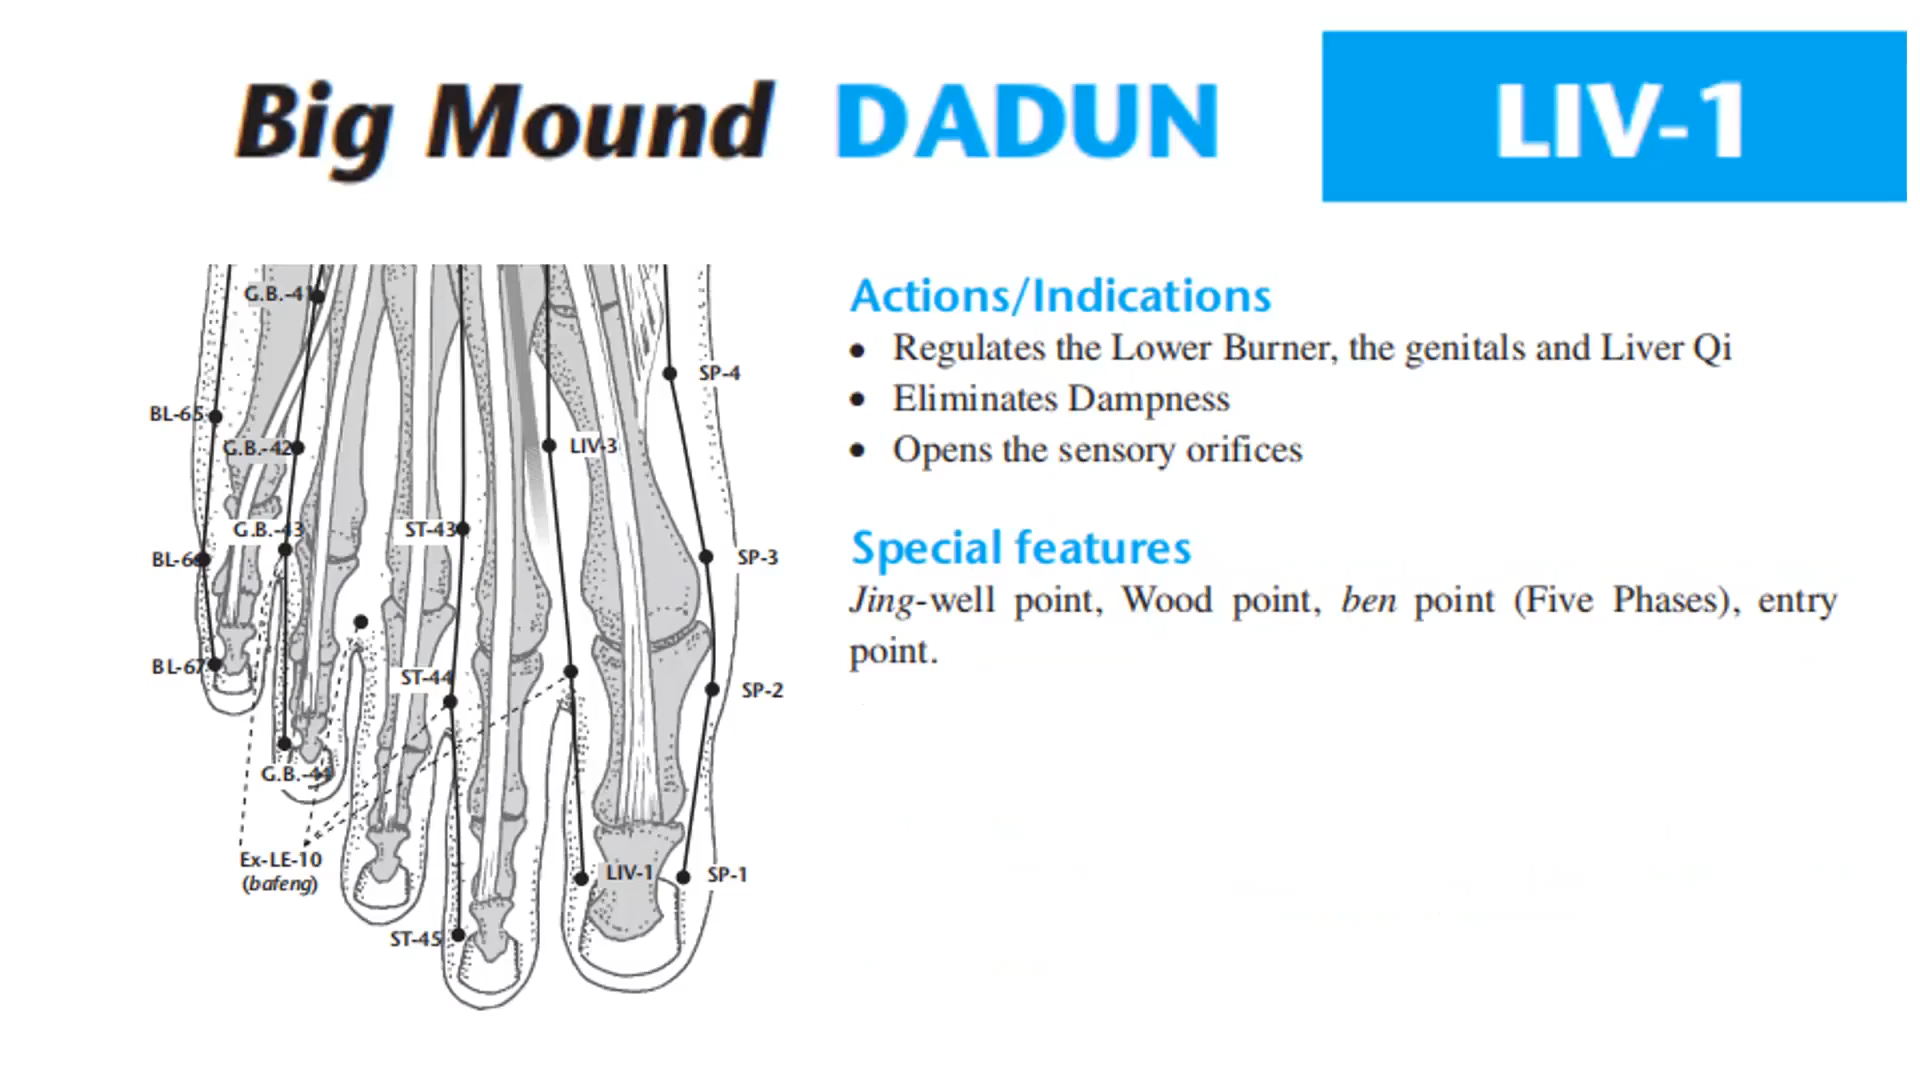 Big Mound DADUN LIV-1
G.B.-41
SP-4
BL-65
G.B.-42
LIV-3
G.B.-43
ST-43
BL-66
SP-3
BL-67
ST-44
SP-2
G.B.-44
Ex-LE-10
(bafeng)
LIV-1
SP-1
ST-45
Actions/Indications
• Regulates the Lower Burner, the genitals and Liver Qi
• Eliminates Dampness
• Opens the sensory orifices
Special features
Jing-well point, Wood point, ben point (Five Phases), entry
point.